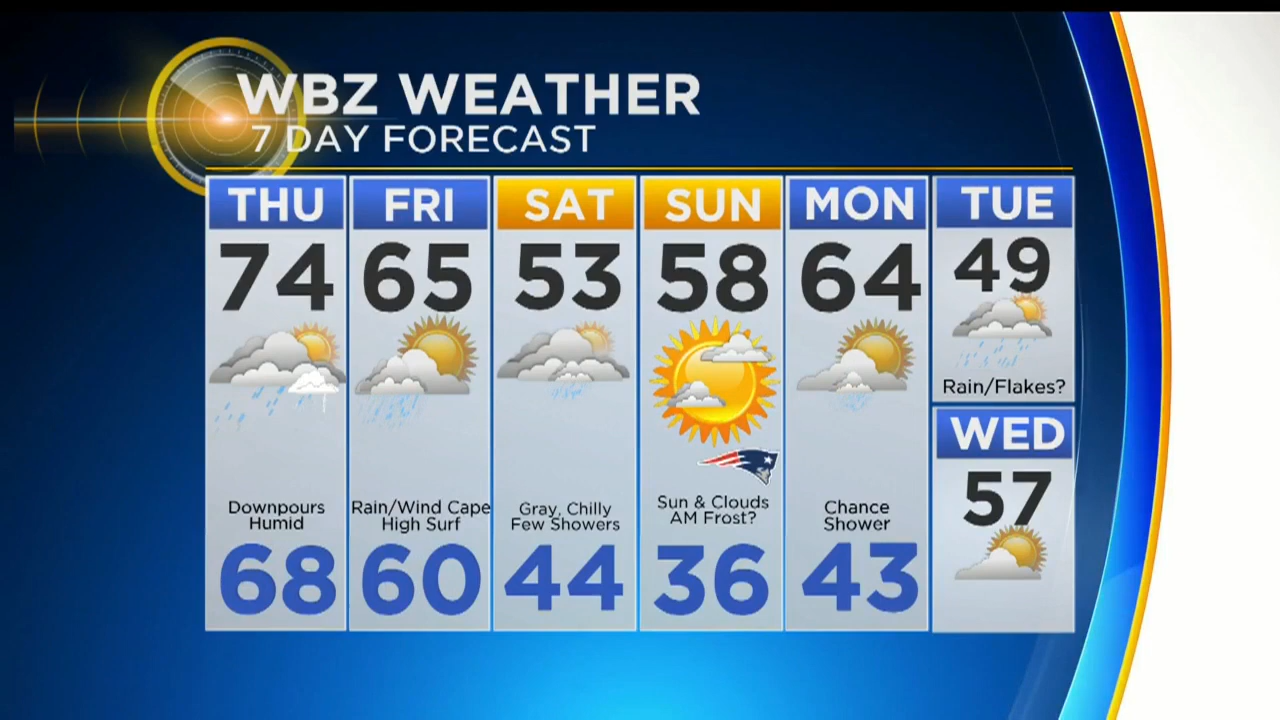 WBZ WEATHER
7 DAY FORECAST
THU
74
Downpours
Humid
68
FRI
65
Rain/Wind Cape
High Surf
60
SAT
53
Gray, Chilly
Few Showers
44
SUN
58
Sun & Clouds
AM Frost?
36
MON
64
Chance
Shower
43
TUE
49
Rain/Flakes?
WED
57